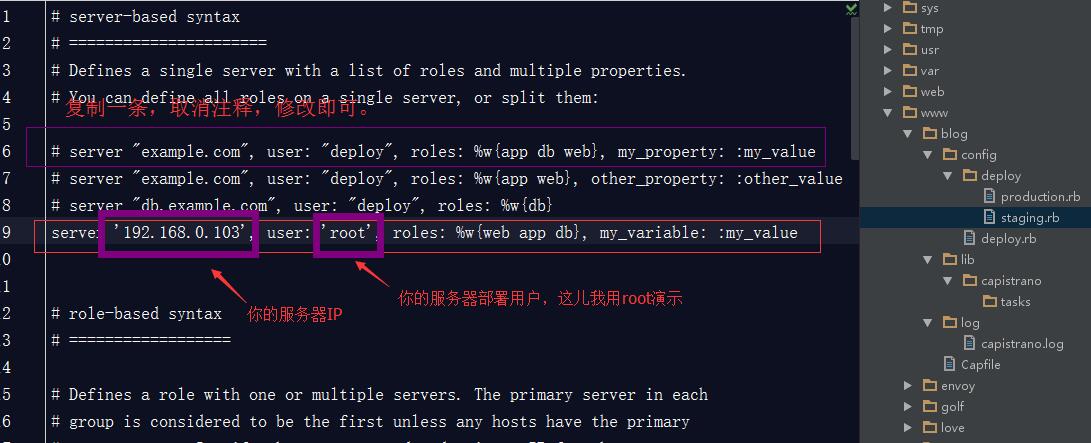 1 # server-based syntax
2 # ======================
3 # Defines a single server with a list of roles and multiple properties.
4 # You can define all roles on a single server, or split them:
复制一条，取消注释，修改即可。
5
6 # server "example.com", user: "deploy", roles: %w{app db web}, my_property: :my_value
7 # server "example.com", user: "deploy", roles: %w{app web}, other_property: :other_value
8 # server "db.example.com", user: "deploy", roles: %w{db}
9 server '192.168.0.103', user: 'root', roles: %w{web app db}, my_variable: :my_value
0
你的服务器部署用户，这儿我用root演示
1
你的服务器IP
2 # role-based syntax
3 # ==================
4
5 # Defines a role with one or multiple servers. The primary server in each
6 # group is considered to be the first unless any hosts have the primary
sys
tmp
usr
var
web
www
blog
config
deploy
production.rb
staging.rb
deploy.rb
lib
capistrano
tasks
log
capistrano.log
Capfile
envoy
golf
love